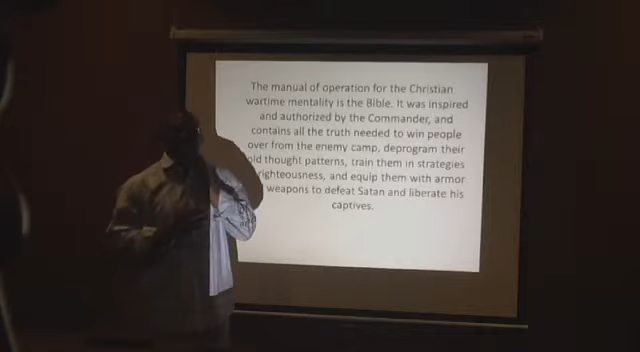 The manual of operation for the Christian
wartime mentality is the Bible. It was inspired
and authorized by the Commander, and
contains all the truth needed to win people
over from the enemy camp, deprogram their
old thought patterns, train them in strategies
righteousness, and equip them with armor
weapons to defeat Satan and liberate his
captives.